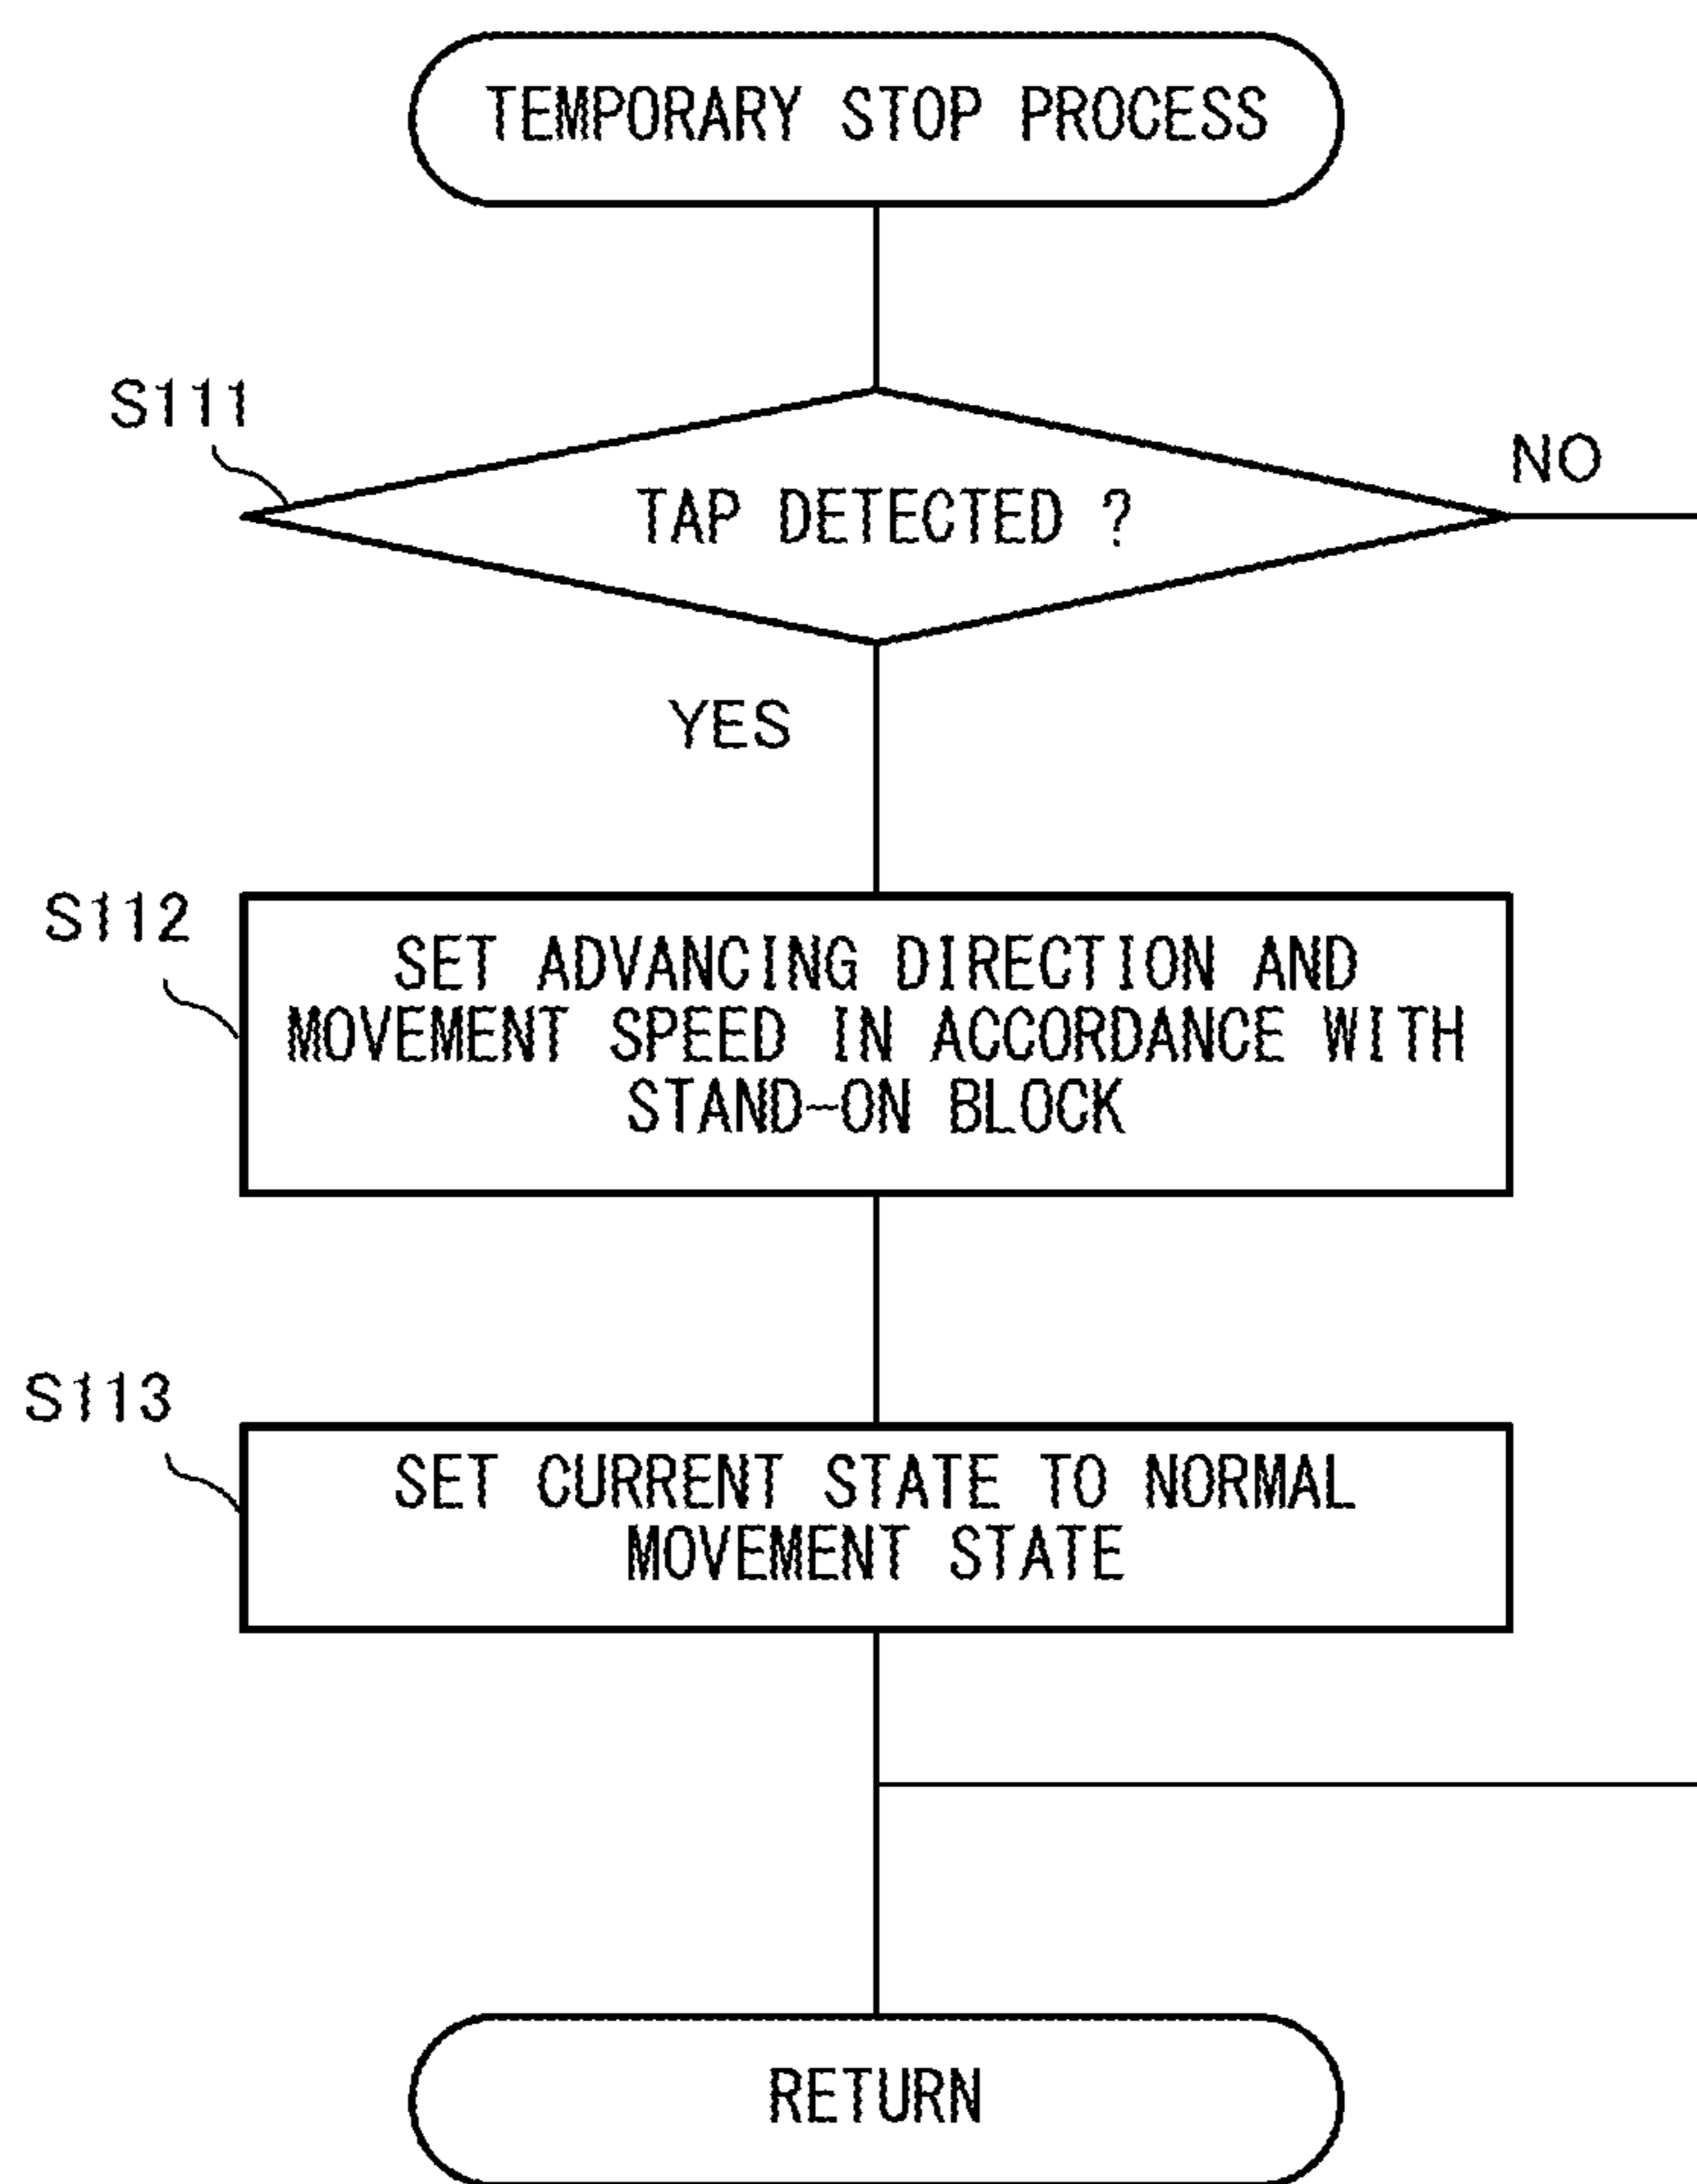 TEMPORARY STOP PROCESS
S111
NO
TAP DETECTED ?
YES
S112
SET ADVANCING DIRECTION AND
MOVEMENT SPEED IN ACCORDANCE WITH
STAND-ON BLOCK
S113
SET CURRENT STATE TO NORMAL
MOVEMENT STATE
RETURN